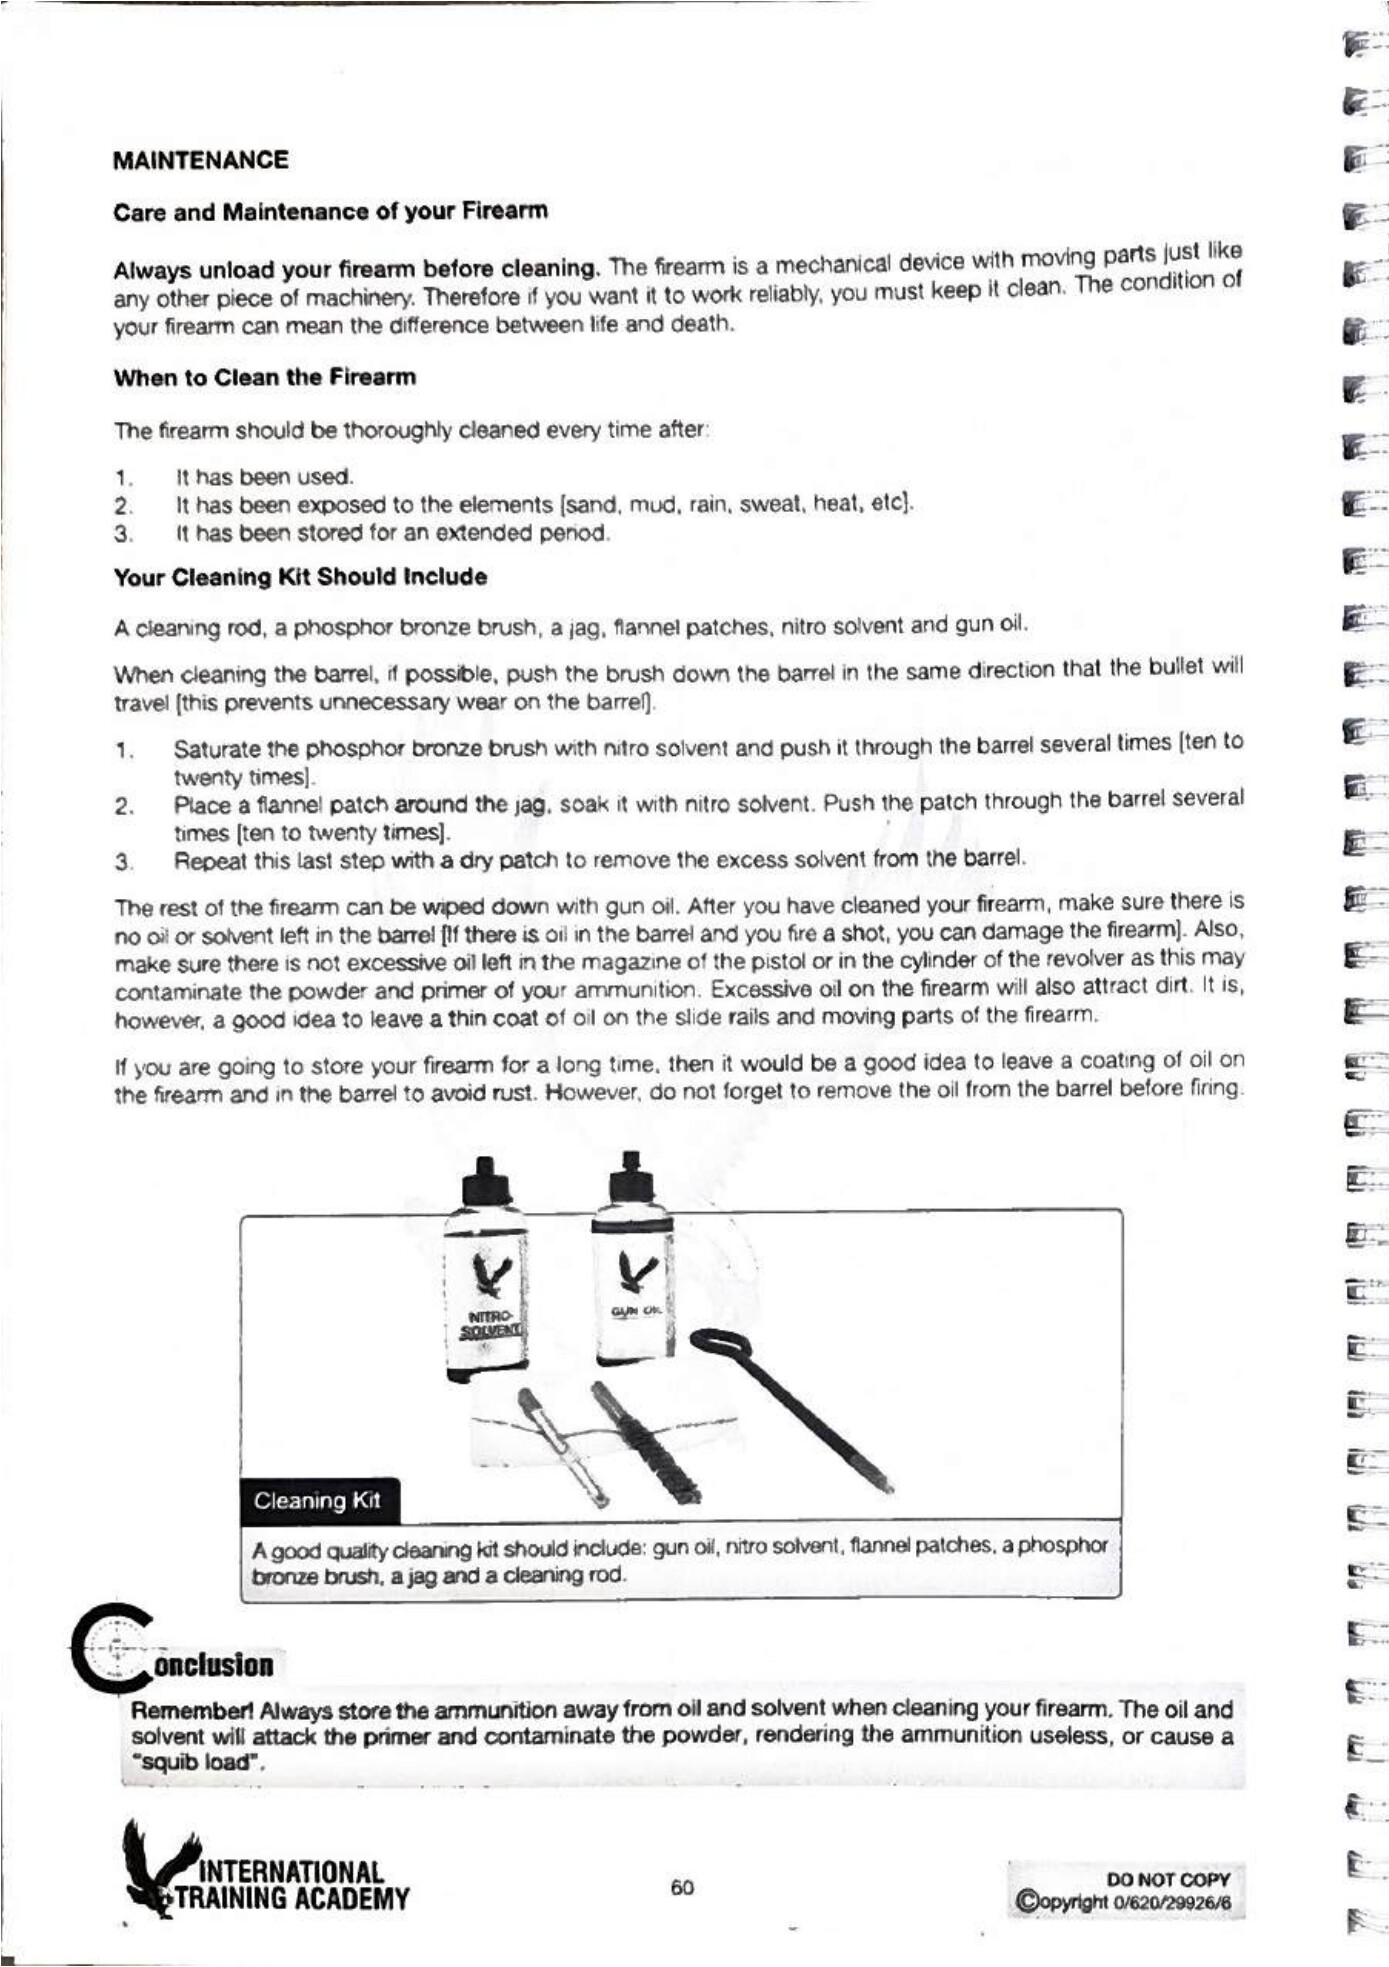 MAINTENANCE
Care and Maintenance of your Firearm
Always unload your firearm before cleaning. The firearm is a mechanical device with moving parts just like
any other piece of machinery. Therefore if you want it to work reliably, you must keep it clean. The condition of
your firearm can mean the difference between life and death.
When to Clean the Firearm
The firearm should be thoroughly cleaned every time after:
1. It has been used.
2. It has been exposed to the elements [sand, mud, rain, sweat, heat, etc].
3. It has been stored for an extended period.
Your Cleaning Kit Should Include
A cleaning rod, a phosphor bronze brush, a jag, flannel patches, nitro solvent and gun oil.
When cleaning the barrel, if possible, push the brush down the barrel in the same direction that the bullet will
travel [this prevents unnecessary wear on the barrel].
1. Saturate the phosphor bronze brush with nitro solvent and push it through the barrel several times [ten to
twenty times].
2. Place a flannel patch around the jag, soak it with nitro solvent. Push the patch through the barrel several
times [ten to twenty times].
3. Repeat this last step with a dry patch to remove the excess solvent from the barrel.
The rest of the firearm can be wiped down with gun oil. After you have cleaned your firearm, make sure there is
no oil or solvent left in the barrel [If there is oil in the barrel and you fire a shot, you can damage the firearm]. Also,
make sure there is not excessive oil left in the magazine of the pistol or in the cylinder of the revolver as this may
contaminate the powder and primer of your ammunition. Excessive oil on the firearm will also attract dirt. It is,
however, a good idea to leave a thin coat of oil on the slide rails and moving parts of the firearm.
If you are going to store your firearm for a long time, then it would be a good idea to leave a coating of oil on
the firearm and in the barrel to avoid rust. However, do not forget to remove the oil from the barrel before firing.
NITRO-
SOLVENT
GUN OIL
Cleaning Kit
A good quality cleaning kit should include: gun oil, nitro solvent, flannel patches, a phosphor
bronze brush, a jag and a cleaning rod.
Conclusion
Remember! Always store the ammunition away from oil and solvent when cleaning your firearm. The oil and
solvent will attack the primer and contaminate the powder, rendering the ammunition useless, or cause a
"squib load".
INTERNATIONAL
TRAINING ACADEMY
60
DO NOT COPY
©opyright 0/620/29926/6